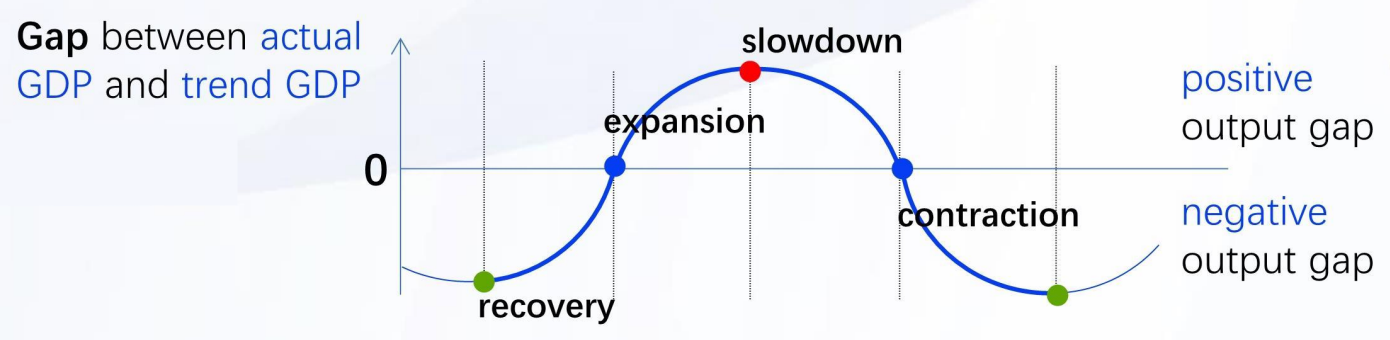 Gap between actual
GDP and trend GDP
slowdown
expansion
0
recovery
contraction
positive
output gap
negative
output gap